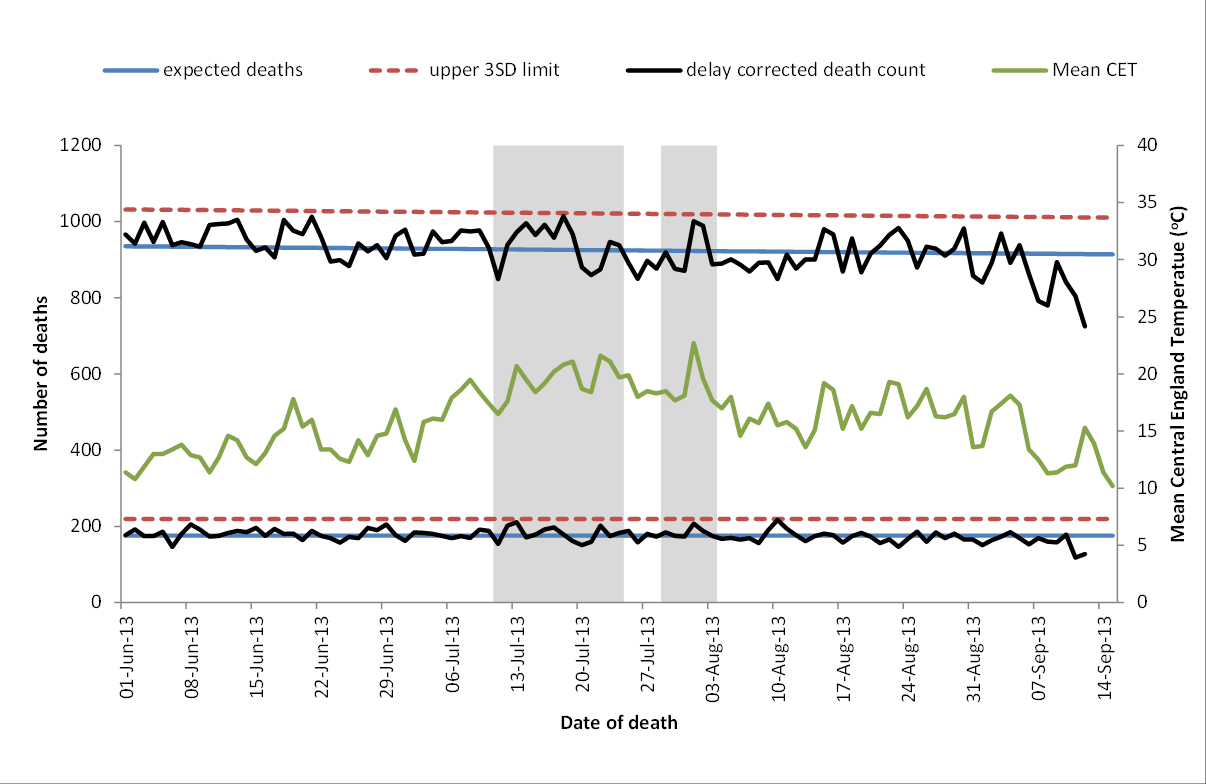 expected deaths
upper 3SD limit
delay corrected death count
Mean CET
1200
1000
800
600
400
200
0
Number of deaths
40
35
30
25
20
15
10
5
0
Mean Central England Temperatue (°C)
01-Jun-13
08-Jun-13
15-Jun-13
22-Jun-13
29-Jun-13
06-Jul-13
13-Jul-13
20-Jul-13
27-Jul-13
03-Aug-13
10-Aug-13
17-Aug-13
24-Aug-13
31-Aug-13
07-Sep-13
14-Sep-13
Date of death